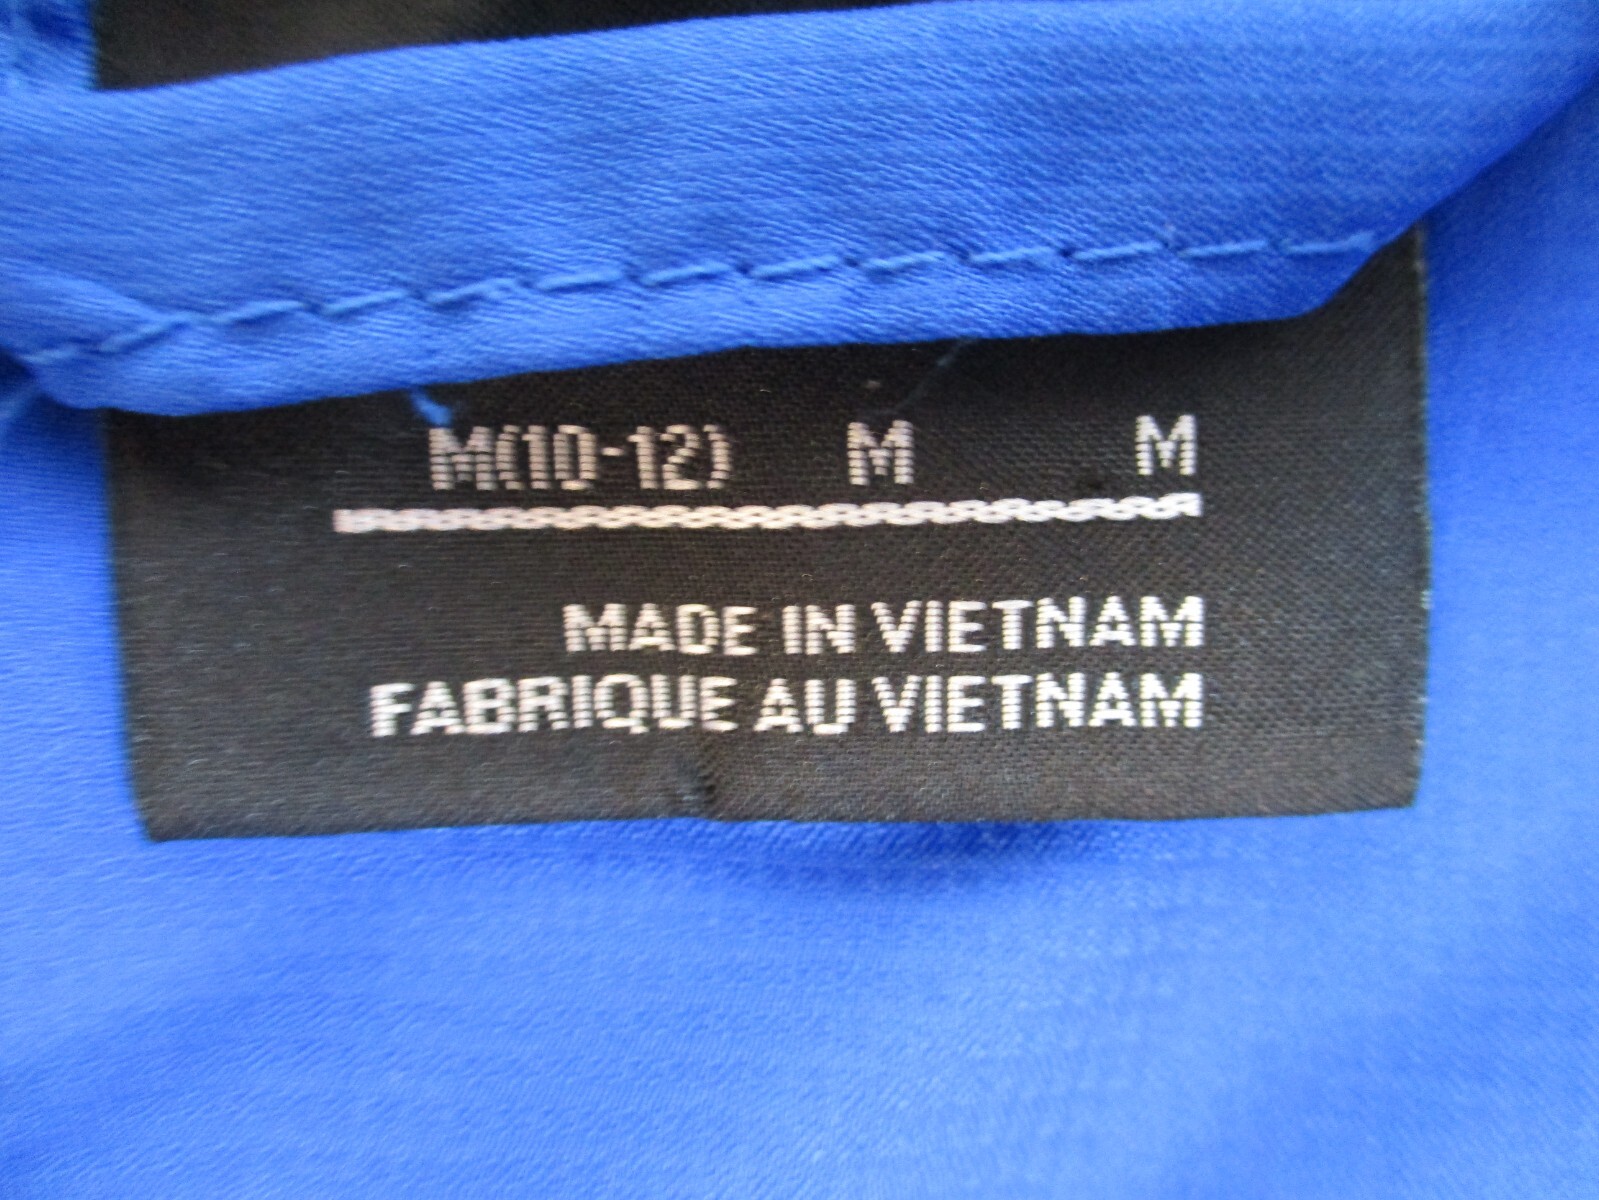 M(10-12) M M
MADE IN VIETNAM
FABRIQUE AU VIETNAM